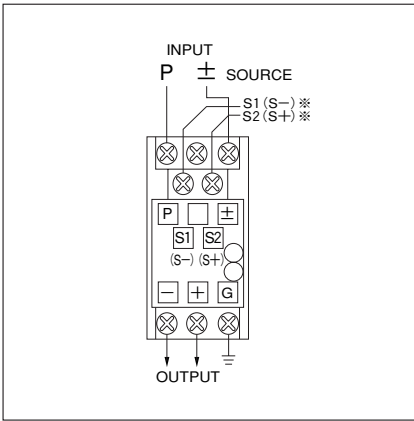 INPUT
P ± SOURCE
S1 (S−) ※
S2 (S+) ※
P ±
S1 S2
(S−) (S+)
− + G
OUTPUT